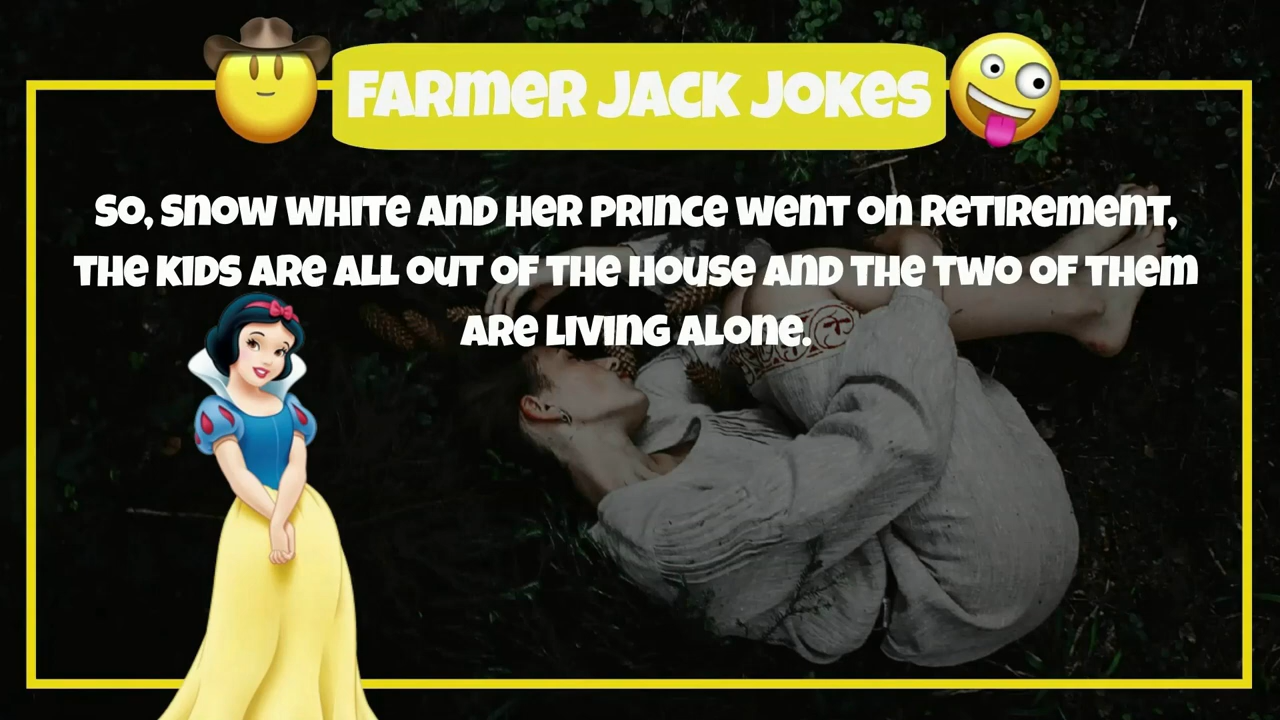 FARMER JACK JOKES
SO, SNOW WHITE AND HER PRINCE WENT ON RETIREMENT,
THE KIDS ARE ALL OUT OF THE HOUSE AND THE TWO OF THEM
ARE LIVING ALONE.